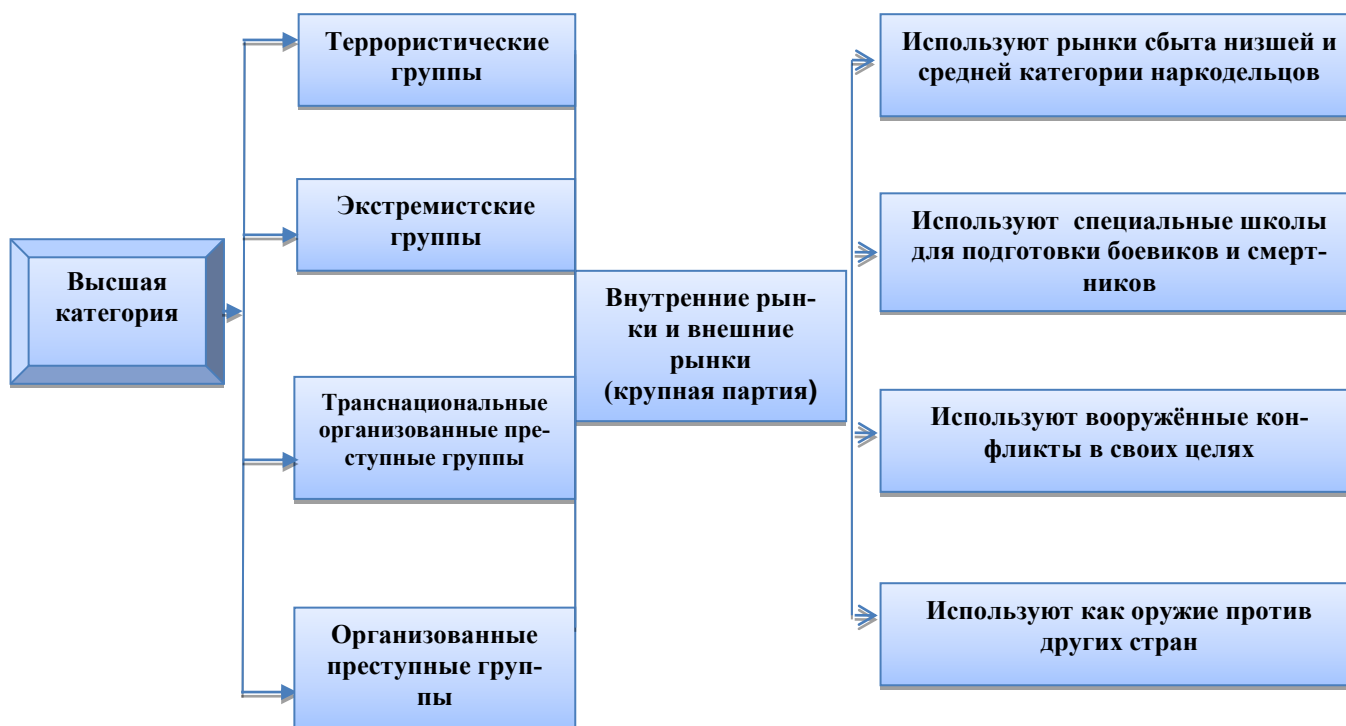 Высшая
категория
Террористические
группы
Экстремистские
группы
Транснациональные
организованные пре-
ступные группы
Организованные
преступные груп-
пы
Внутренние рын-
ки и внешние
рынки
(крупная партия)
Используют рынки сбыта низшей и
средней категории наркодельцов
Используют специальные школы
для подготовки боевиков и смерт-
ников
Используют вооружённые кон-
фликты в своих целях
Используют как оружие против
других стран